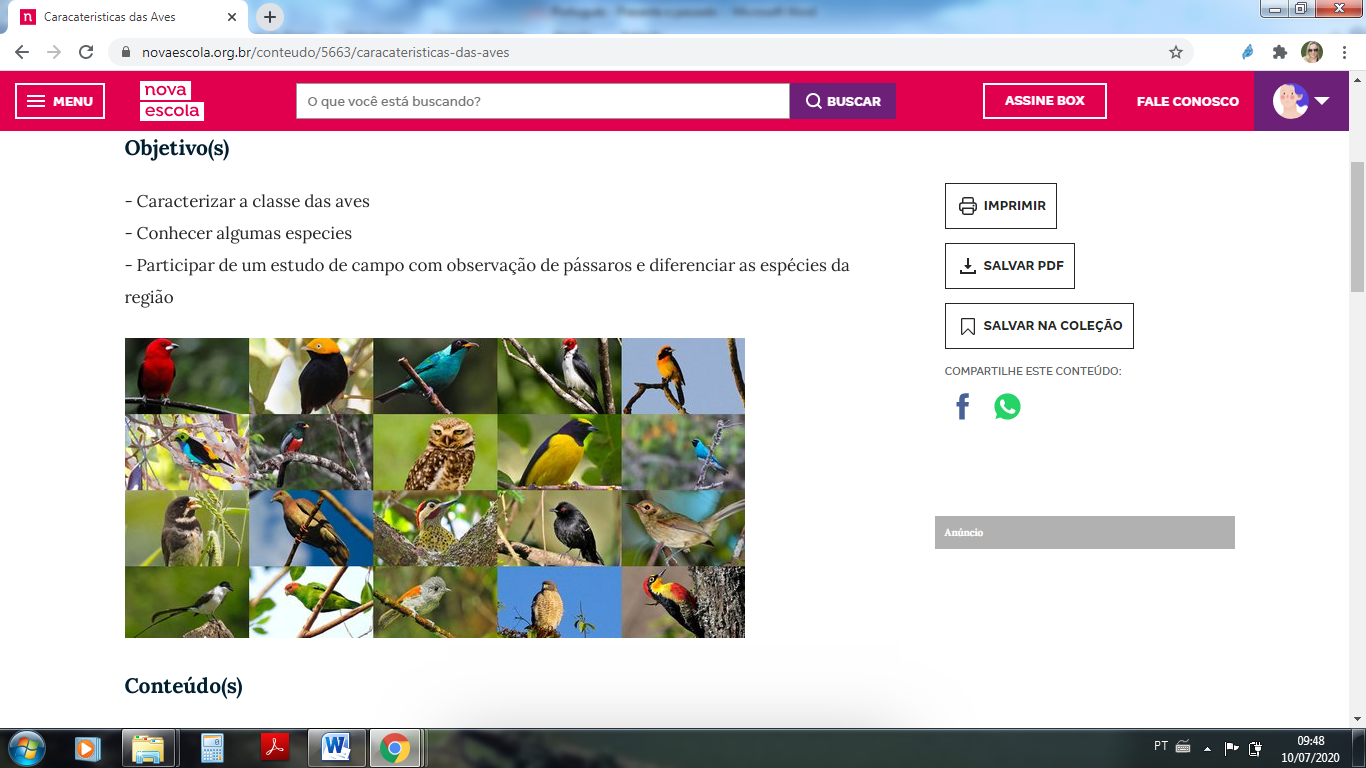 Caracateristicas das Aves
novaescola.org.br/conteudo/5663/caracateristicas-das-aves
MENU
nova
escola
O que você está buscando?
BUSCAR
ASSINE BOX
FALE CONOSCO
Objetivo(s)
- Caracterizar a classe das aves
- Conhecer algumas especies
- Participar de um estudo de campo com observação de pássaros e diferenciar as espécies da
região
IMPRIMIR
SALVAR PDF
SALVAR NA COLEÇÃO
COMPARTILHE ESTE CONTEÚDO:
Anúncio
Conteúdo(s)
PT
09:48
10/07/2020